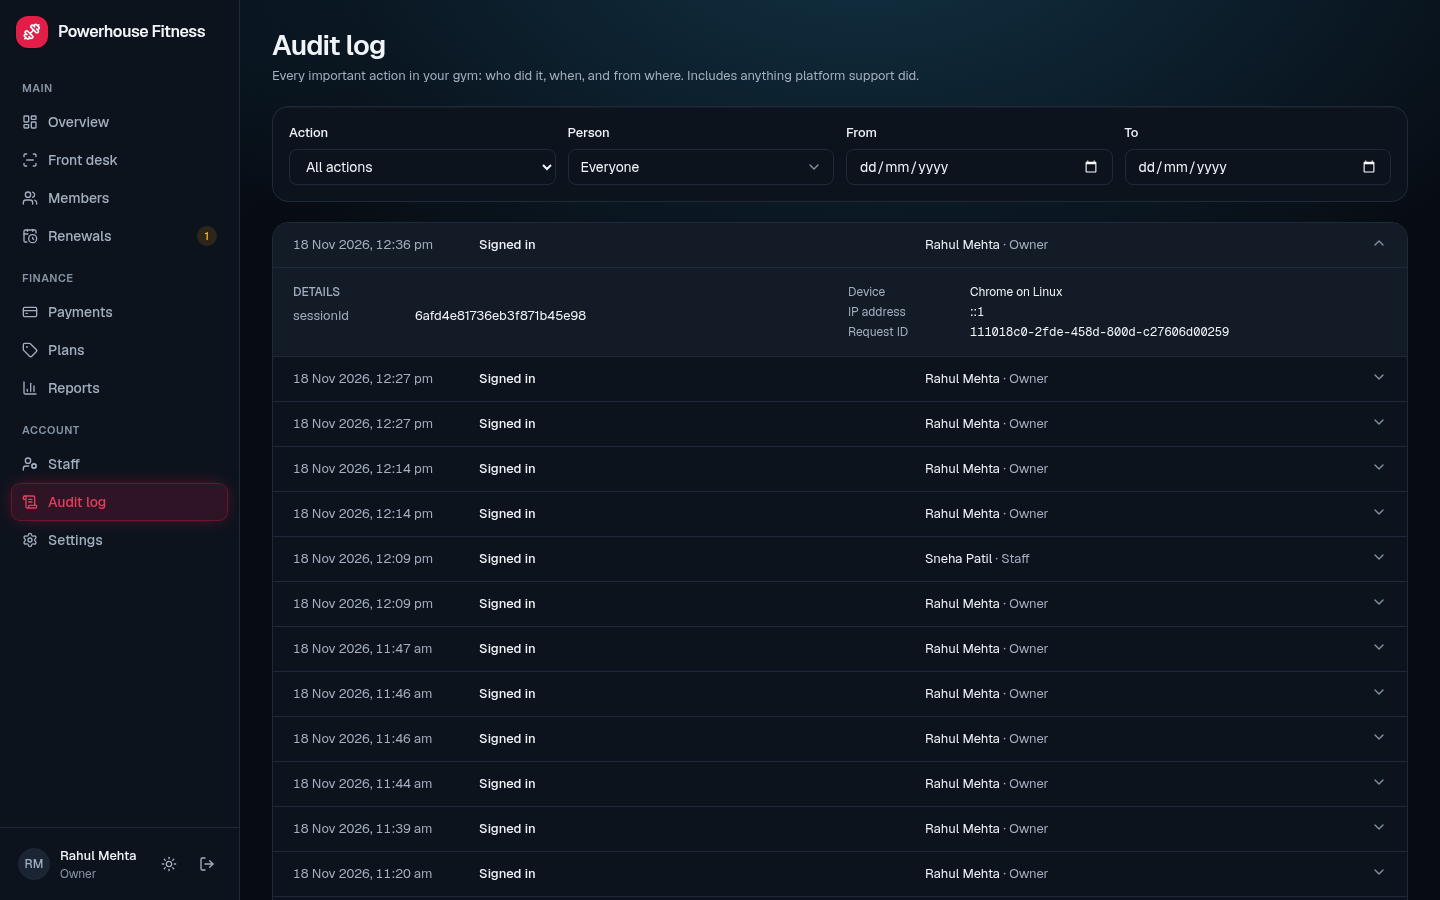 Powerhouse Fitness
MAIN
Overview
Front desk
Members
Renewals 1
FINANCE
Payments
Plans
Reports
ACCOUNT
Staff
Audit log
Settings
RM Rahul Mehta
Owner
Audit log
Every important action in your gym: who did it, when, and from where. Includes anything platform support did.
Action Person From To
All actions Everyone dd/mm/yyyy dd/mm/yyyy
18 Nov 2026, 12:36 pm Signed in Rahul Mehta · Owner
DETAILS
sessionId 6afd4e81736eb3f871b45e98
Device Chrome on Linux
IP address ::1
Request ID 111018c0-2fde-458d-800d-c27606d00259
18 Nov 2026, 12:27 pm Signed in Rahul Mehta · Owner
18 Nov 2026, 12:27 pm Signed in Rahul Mehta · Owner
18 Nov 2026, 12:14 pm Signed in Rahul Mehta · Owner
18 Nov 2026, 12:14 pm Signed in Rahul Mehta · Owner
18 Nov 2026, 12:09 pm Signed in Sneha Patil · Staff
18 Nov 2026, 12:09 pm Signed in Rahul Mehta · Owner
18 Nov 2026, 11:47 am Signed in Rahul Mehta · Owner
18 Nov 2026, 11:46 am Signed in Rahul Mehta · Owner
18 Nov 2026, 11:46 am Signed in Rahul Mehta · Owner
18 Nov 2026, 11:44 am Signed in Rahul Mehta · Owner
18 Nov 2026, 11:39 am Signed in Rahul Mehta · Owner
18 Nov 2026, 11:20 am Signed in Rahul Mehta · Owner